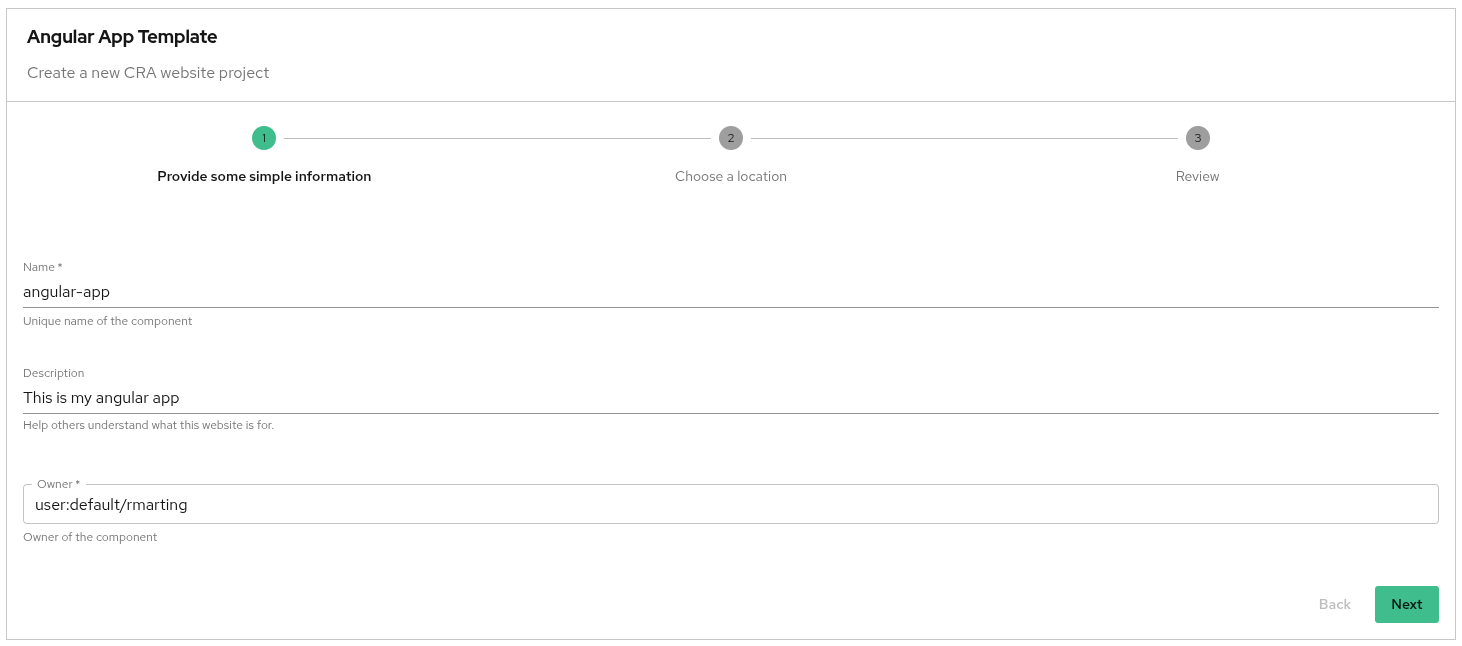 Angular App Template
Create a new CRA website project
1
2
3
Provide some simple information
Choose a location
Review
Name *
angular-app
Unique name of the component
Description
This is my angular app
Help others understand what this website is for.
Owner *
user:default/rmarting
Owner of the component
Back
Next